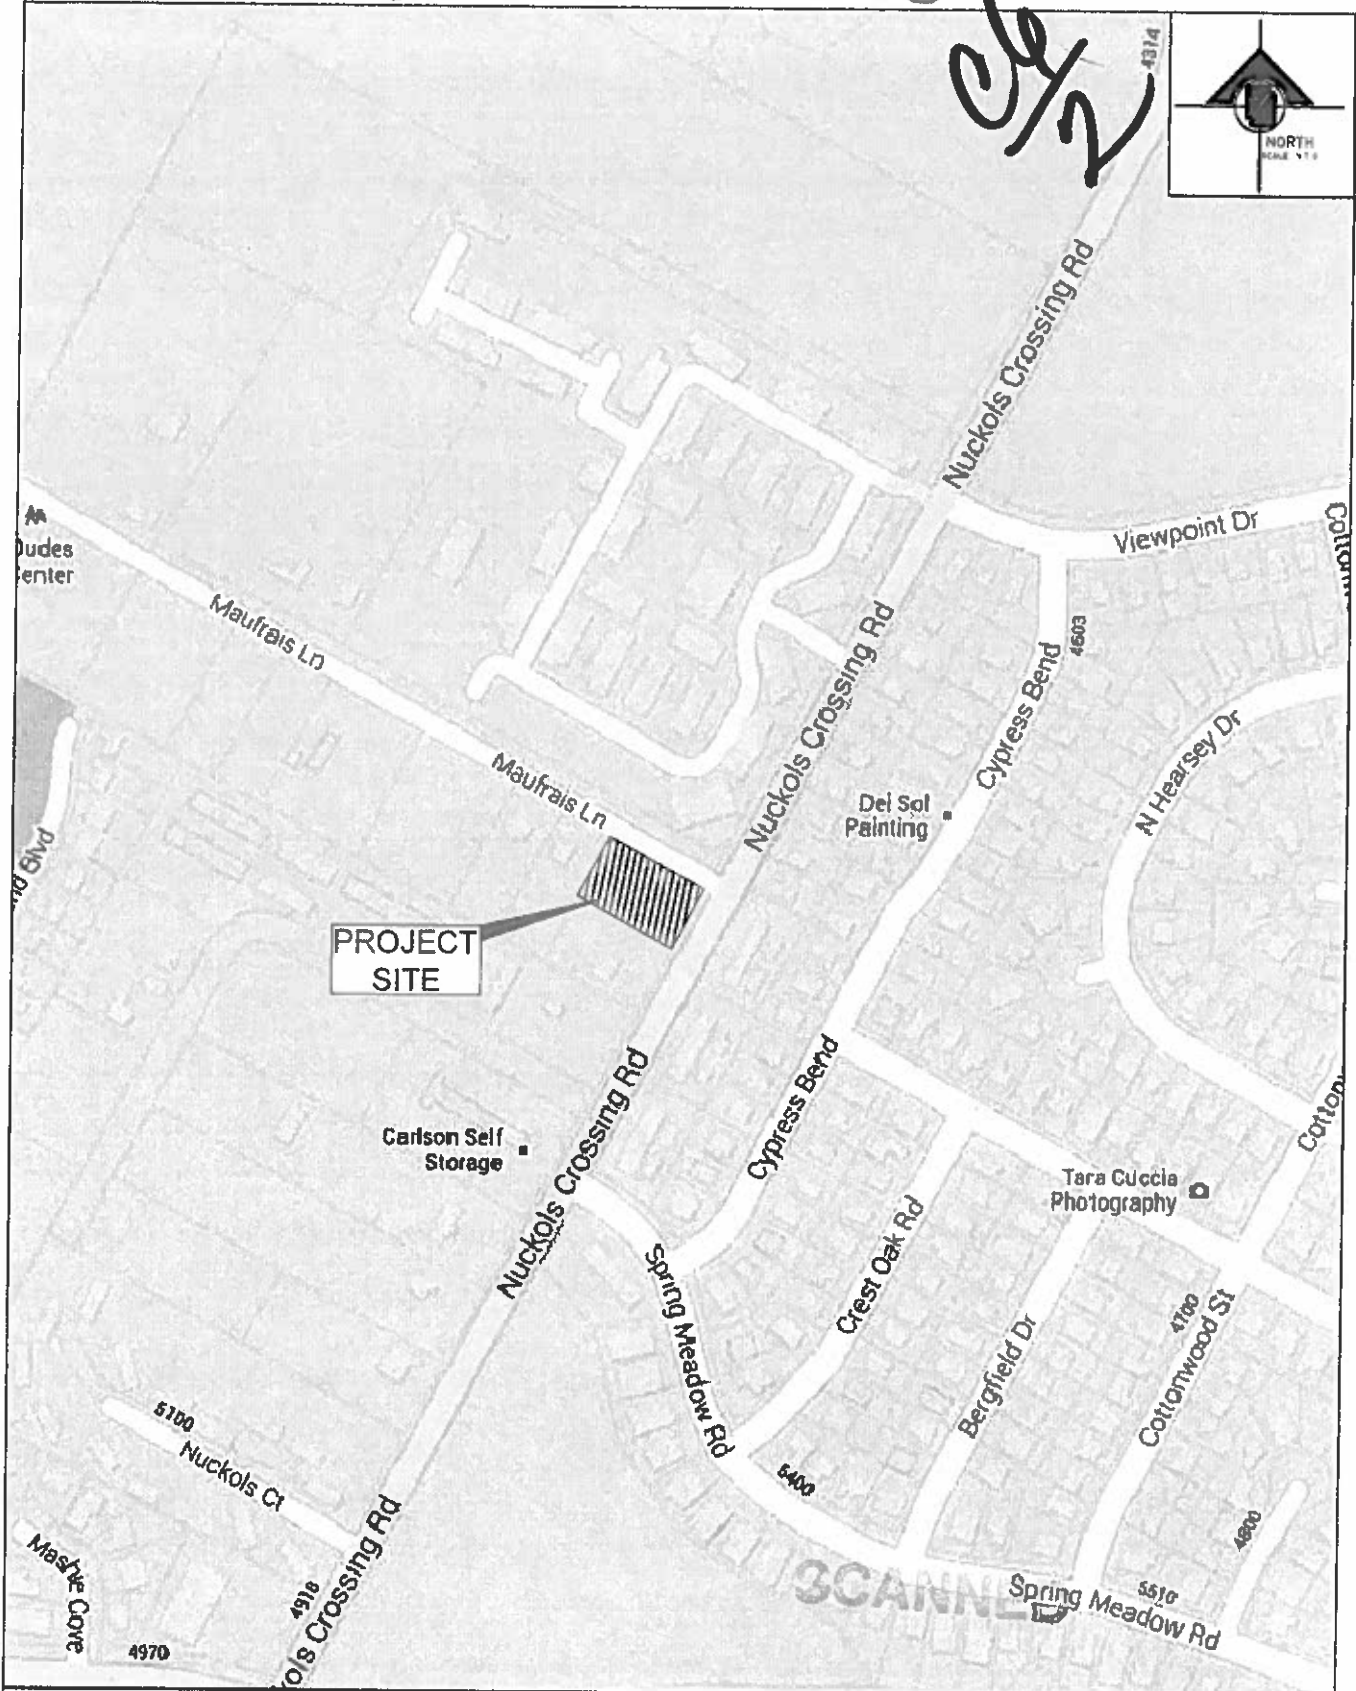 C6/2
4314
NORTH
Nuckols Crossing Rd
Viewpoint Dr
Maufrais Ln
Nuckols Crossing Rd
4603
Cypress Bend
N Hearsey Dr
Maufrais Ln
Del Sol
Painting
PROJECT
SITE
Nuckols Crossing Rd
Cypress Bend
Carlson Self
Storage
Tara Cuccia
Photography
Spring Meadow Rd
Crest Oak Rd
4700
Cottonwood St
Bergfield Dr
5100
Nuckols Ct
5400
4800
Mashie Cove
4970
4918
ols Crossing Rd
SCANNED
Spring Meadow Rd
5510